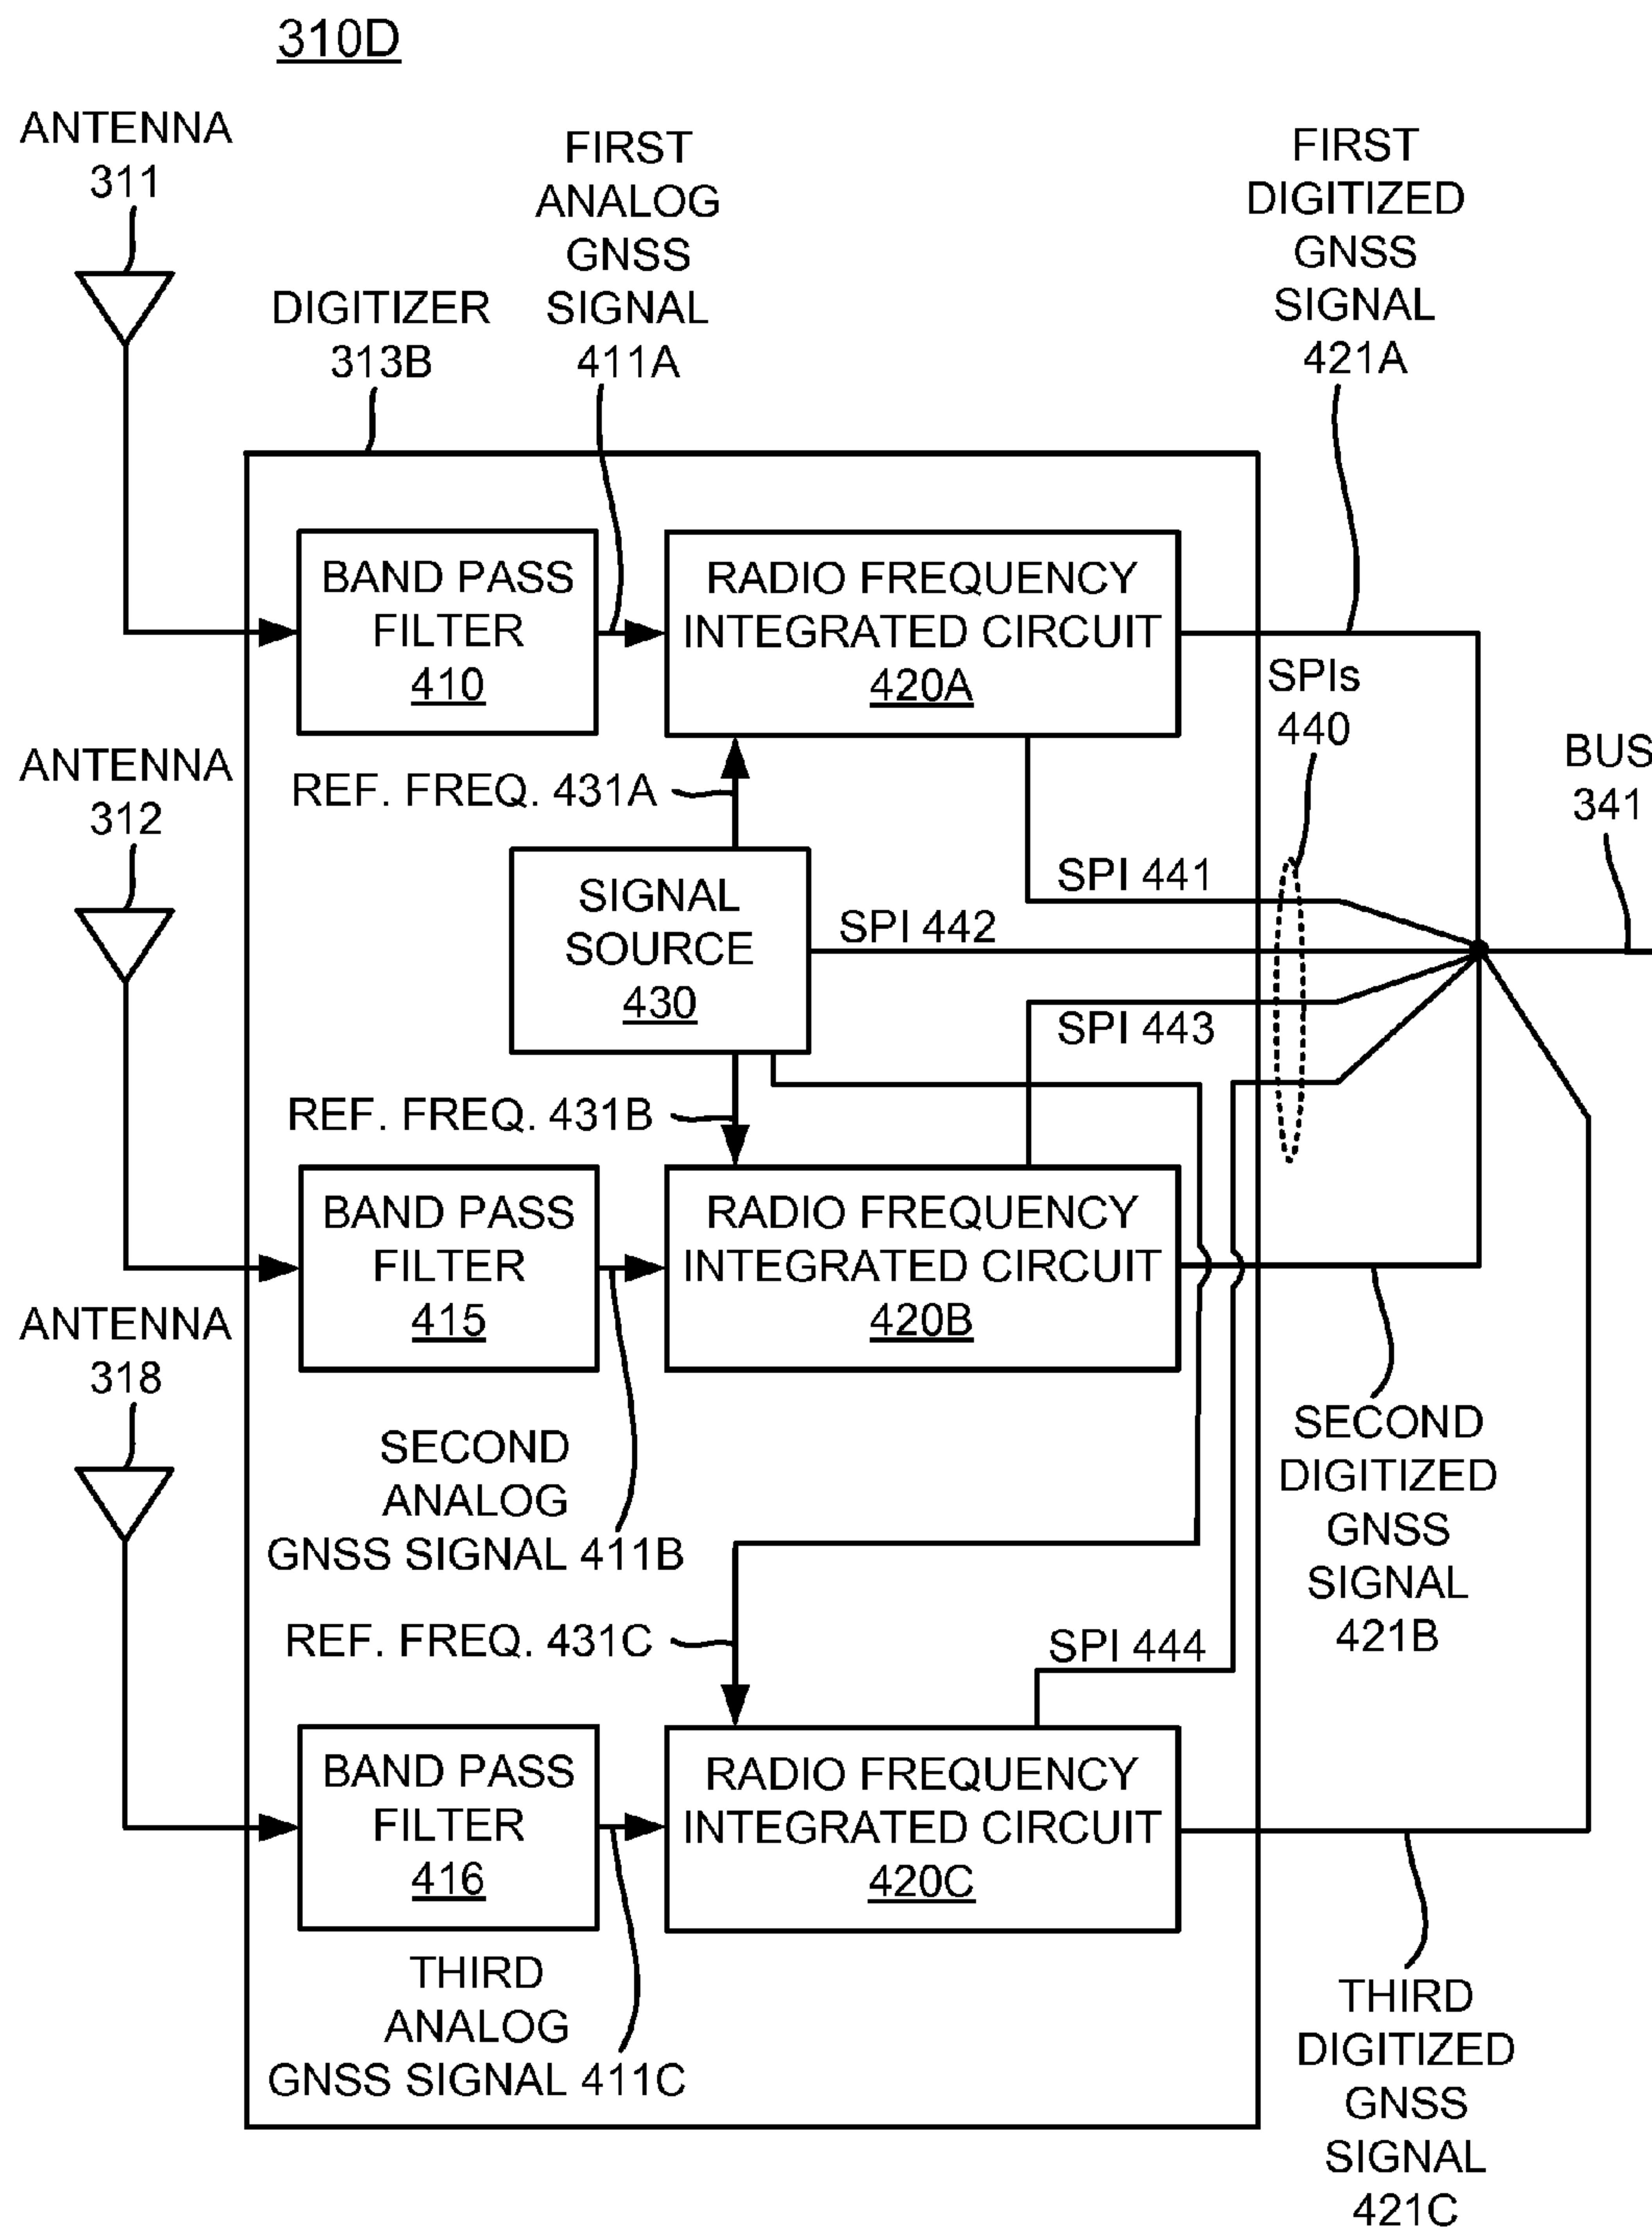 310D
ANTENNA
311
FIRST
ANALOG
GNSS
SIGNAL
411A
FIRST
DIGITIZED
GNSS
SIGNAL
421A
DIGITIZER
313B
BAND PASS
FILTER
410
RADIO FREQUENCY
INTEGRATED CIRCUIT
420A
SPIs
440
BUS
341
ANTENNA
312
REF. FREQ. 431A
SIGNAL
SOURCE
430
SPI 441
SPI 442
SPI 443
REF. FREQ. 431B
BAND PASS
FILTER
415
RADIO FREQUENCY
INTEGRATED CIRCUIT
420B
ANTENNA
318
SECOND
ANALOG
GNSS SIGNAL 411B
SECOND
DIGITIZED
GNSS
SIGNAL
421B
REF. FREQ. 431C
SPI 444
BAND PASS
FILTER
416
RADIO FREQUENCY
INTEGRATED CIRCUIT
420C
THIRD
ANALOG
GNSS SIGNAL 411C
THIRD
DIGITIZED
GNSS
SIGNAL
421C